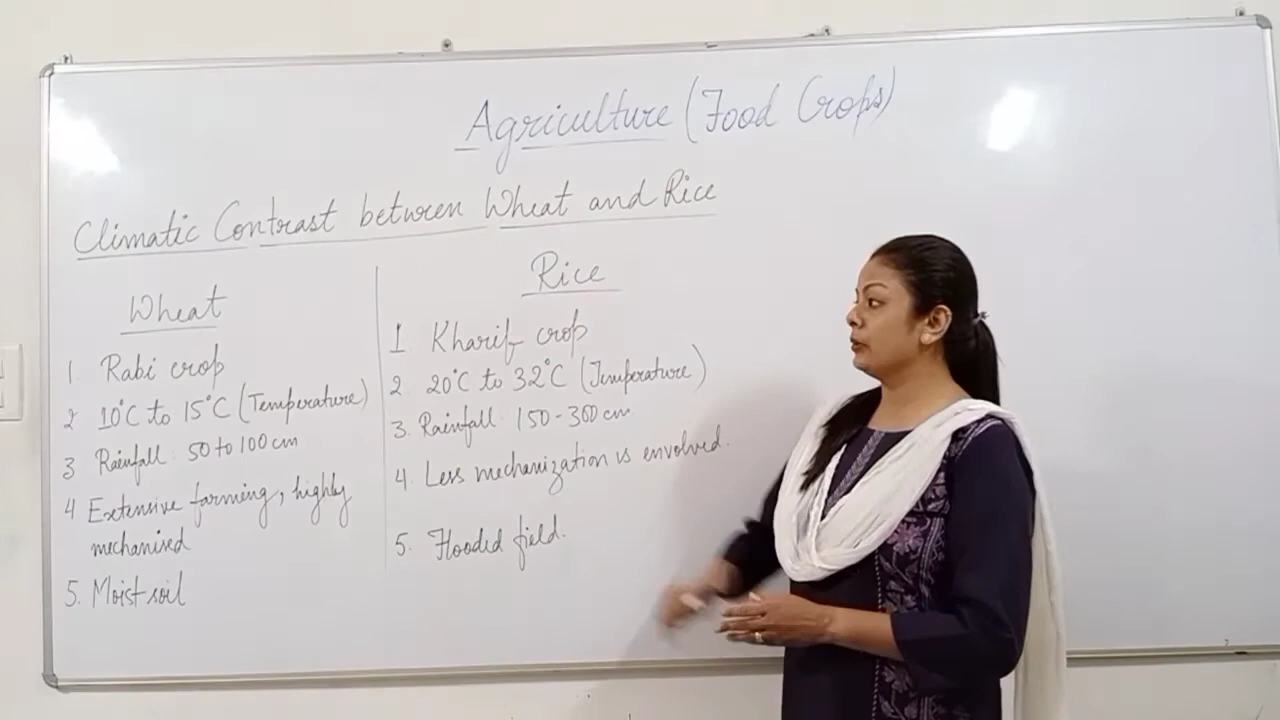 Agriculture (Food Crops)
Climatic Contrast between Wheat and Rice
Wheat
1. Rabi crop
2 10°C to 15°C (Temperature)
3 Rainfall: 50 to 100 cm
4 Extensive farming, highly
mechanised
5. Moist soil
Rice
1. Kharif crop
2. 20°C to 32°C (Temperature)
3. Rainfall: 150-300 cm.
4. Less mechanization is envolved.
5. Flooded field.